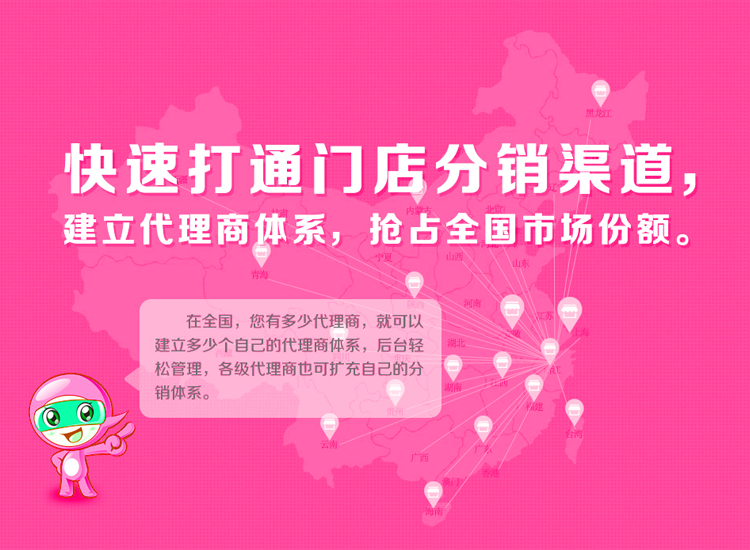 快速打通门店分销渠道，
建立代理商体系，抢占全国市场份额。
在全国，您有多少代理商，就可以
建立多少个自己的代理商体系，后台轻
松管理，各级代理商也可扩充自己的分
销体系。
黑龙江
内蒙古
宁夏
山西
山东
青海
河南
江苏
上海
湖北
湖南
贵州
福建
云南
台湾
广西
广东
香港
澳门
海南